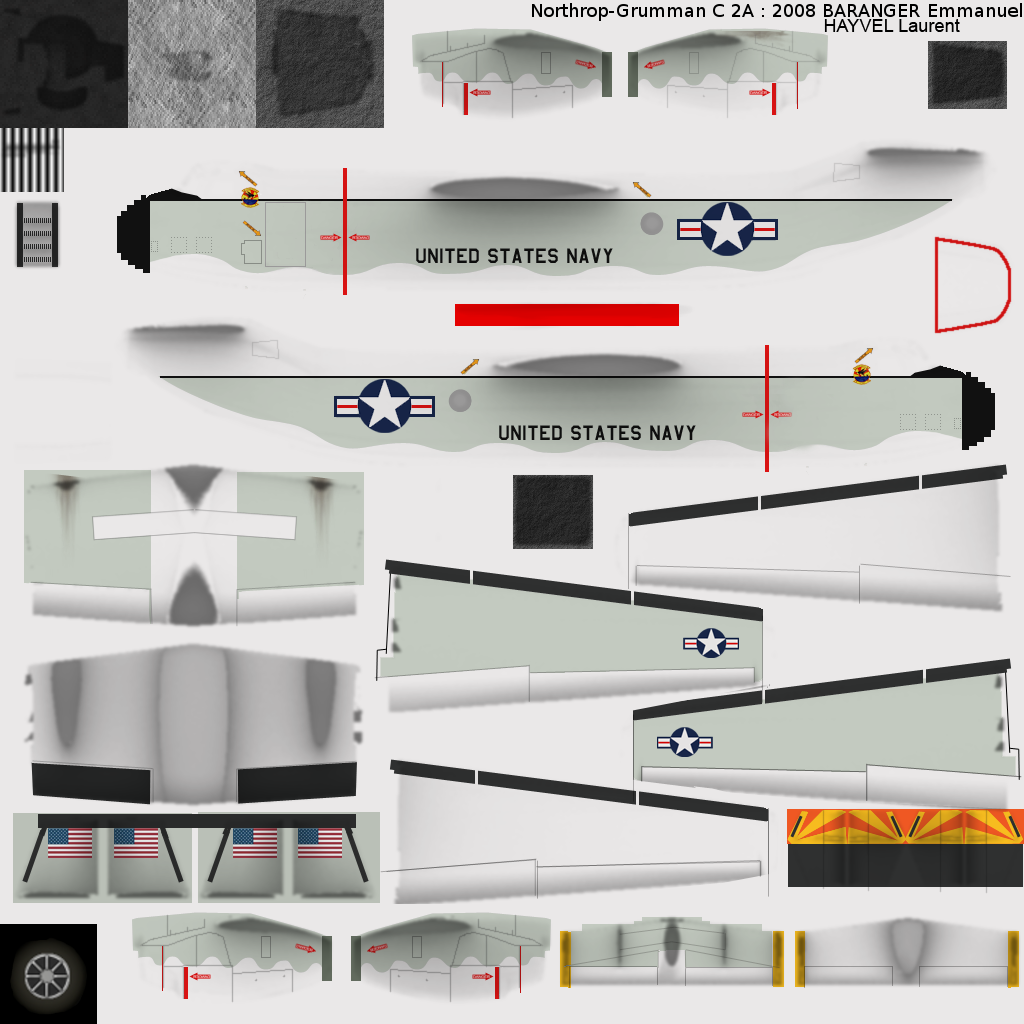 Northrop-Grumman C 2A : 2008 BARANGER Emmanuel
HAYVEL Laurent
UNITED STATES NAVY
UNITED STATES NAVY